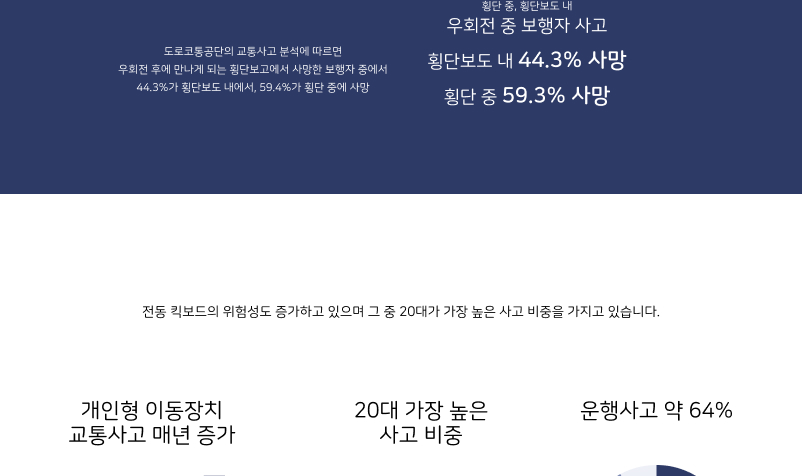 도로코통공단의 교통사고 분석에 따르면
우회전 후에 만나게 되는 횡단보고에서 사망한 보행자 중에서
44.3%가 횡단보도 내에서, 59.4%가 횡단 중에 사망
횡단 중, 횡단보도 내
우회전 중 보행자 사고
횡단보도 내 44.3% 사망
횡단 중 59.3% 사망
전동 킥보드의 위험성도 증가하고 있으며 그 중 20대가 가장 높은 사고 비중을 가지고 있습니다.
개인형 이동장치
교통사고 매년 증가
20대 가장 높은
사고 비중
운행사고 약 64%